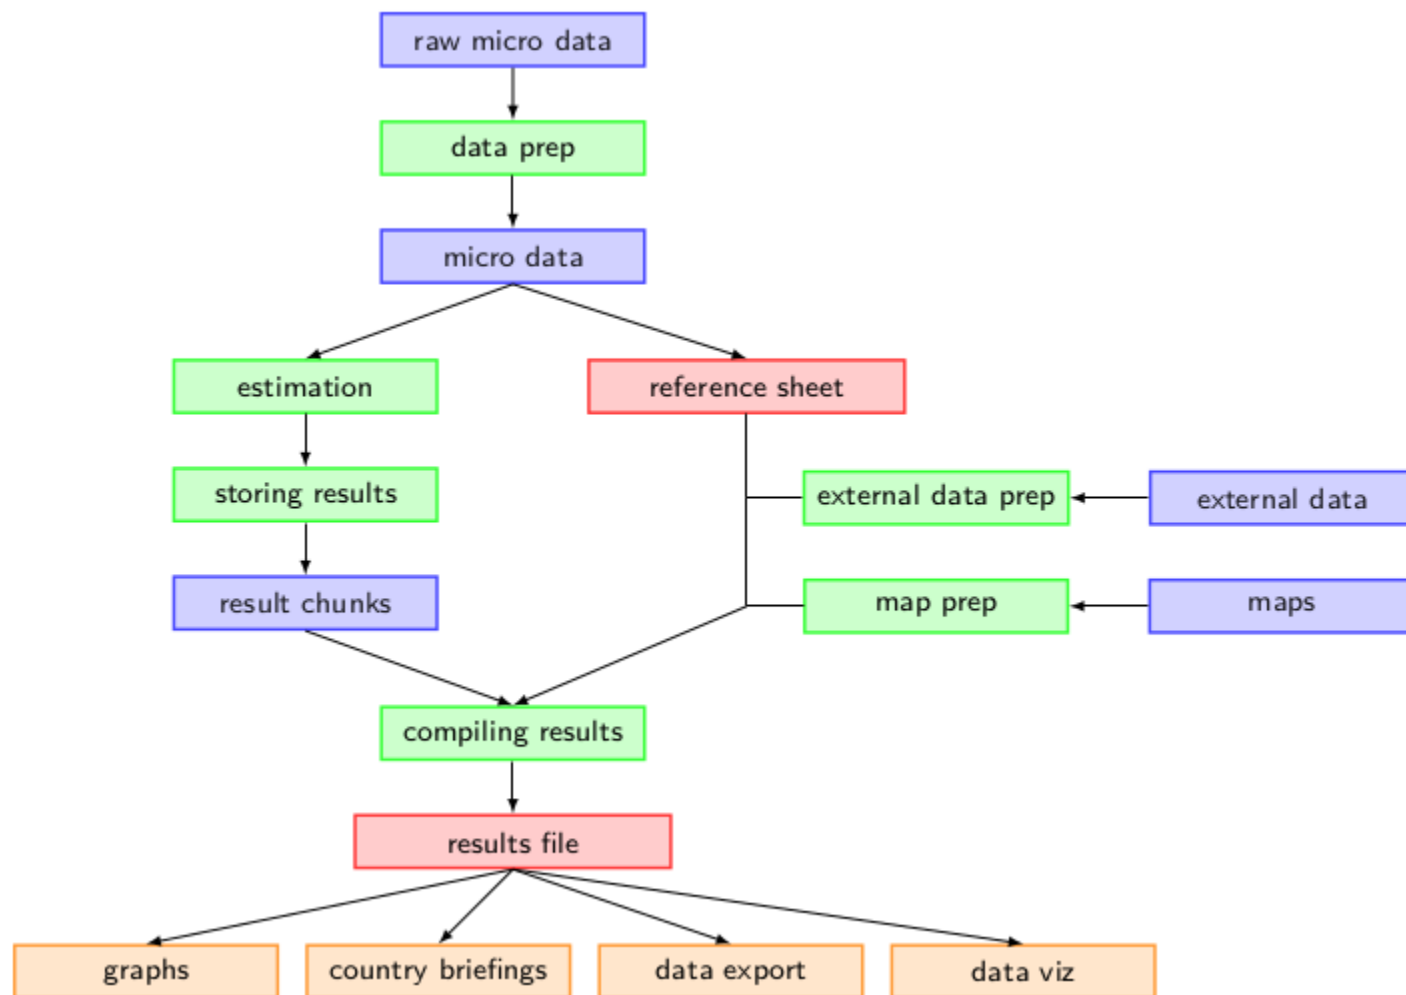 raw micro data
data prep
micro data
estimation
reference sheet
storing results
external data prep
external data
result chunks
map prep
maps
compiling results
results file
graphs
country briefings
data export
data viz